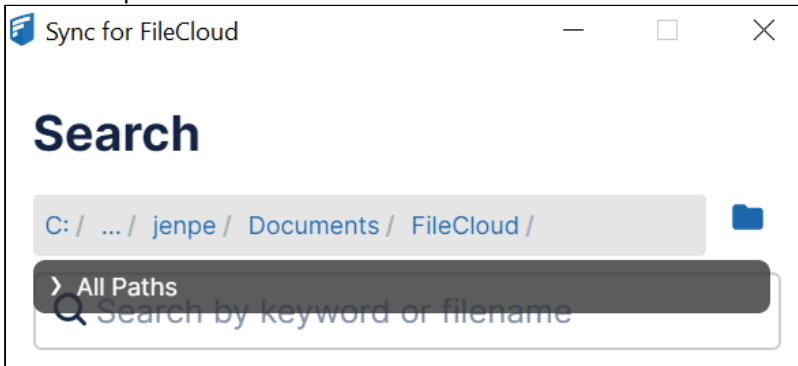 Sync for FileCloud
Search
C: / ... / jenpe / Documents / FileCloud /
❯ All Paths
Search by keyword or filename